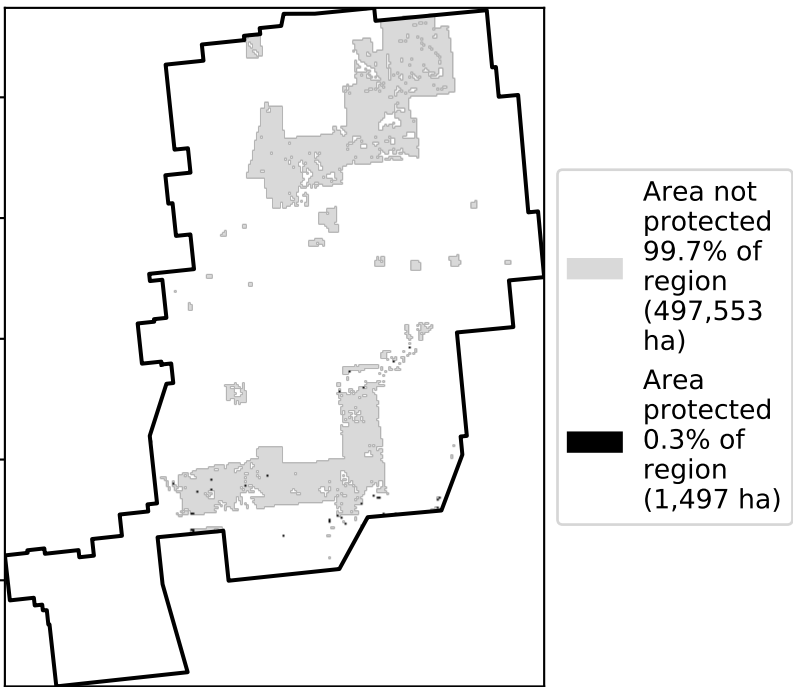 Area not
protected
99.7% of
region
(497,553
ha)
Area
protected
0.3% of
region
(1,497 ha)